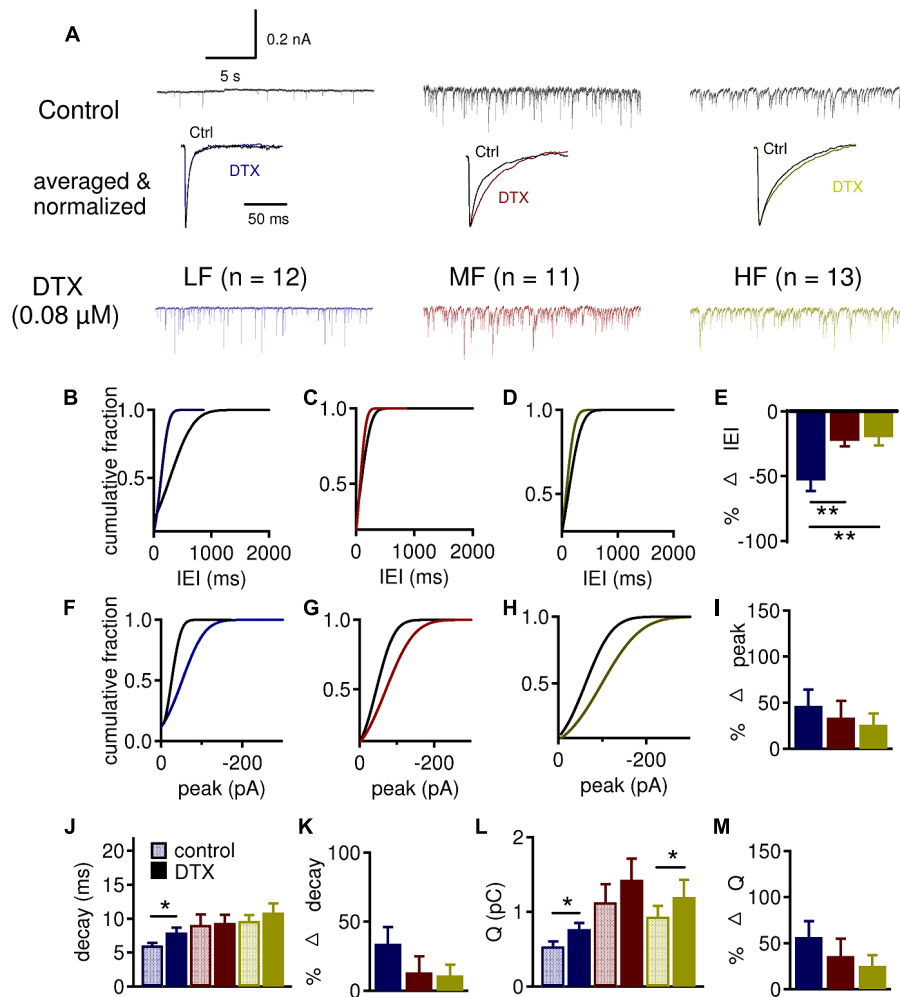 A
0.2 nA
5 s
Control
Ctrl
Ctrl
Ctrl
DTX
DTX
DTX
averaged &
normalized
50 ms
DTX
(0.08 µM)
LF (n = 12)
MF (n = 11)
HF (n = 13)
B
C
D
E
cumulative fraction
1.0
0.5
0
1000
2000
IEI (ms)
1.0
0.5
0
1000
2000
IEI (ms)
1.0
0.5
0
1000
2000
IEI (ms)
% Δ IEI
0
-50
-100
**
**
F
G
H
I
cumulative fraction
1.0
0.5
0.0
0
-200
peak (pA)
1.0
0.5
0
-200
peak (pA)
1.0
0.5
0
-200
peak (pA)
% Δ peak
150
100
50
0
J
K
L
M
decay (ms)
20
15
10
5
0
control
DTX
*
% Δ decay
100
50
0
Q (pC)
2
1
0
*
*
% Δ Q
150
100
50
0